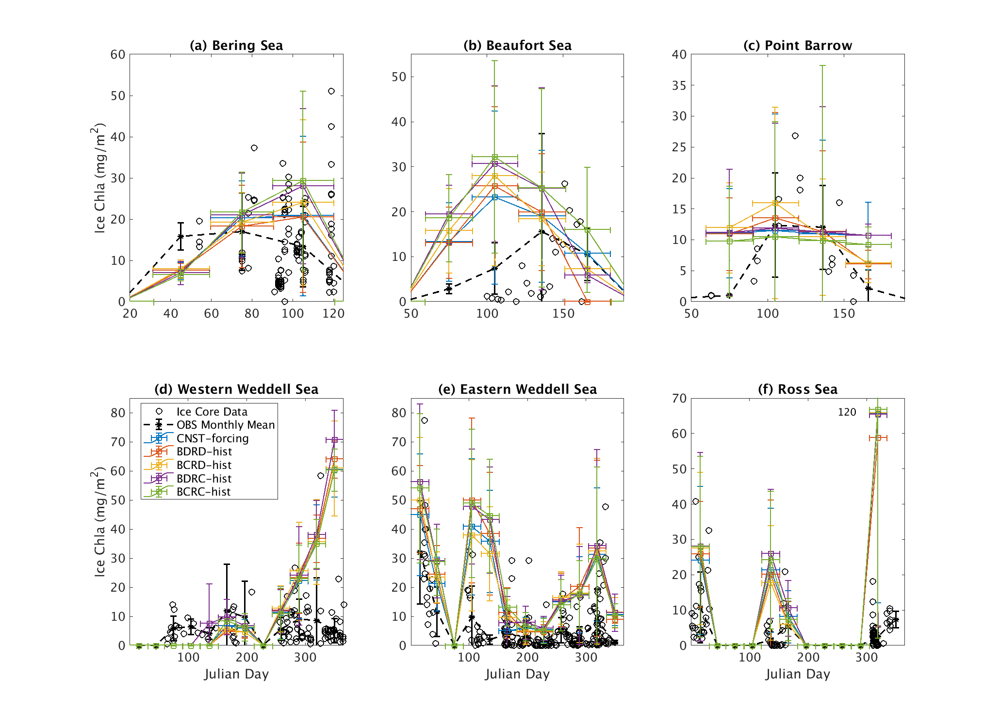 (a) Bering Sea
(b) Beaufort Sea
(c) Point Barrow
Ice Chla (mg/m²)
60
50
40
30
20
10
0
20 40 60 80 100 120
50
40
30
20
10
0
50 100 150
40
35
30
25
20
15
10
5
0
50 100 150
(d) Western Weddell Sea
(e) Eastern Weddell Sea
(f) Ross Sea
Ice Chla (mg/m²)
80
70
60
50
40
30
20
10
0
100 200 300
Julian Day
Ice Core Data
OBS Monthly Mean
CNST-forcing
BDRD-hist
BCRD-hist
BDRC-hist
BCRC-hist
80
70
60
50
40
30
20
10
0
100 200 300
Julian Day
70
60
50
40
30
20
10
0
120
100 200 300
Julian Day